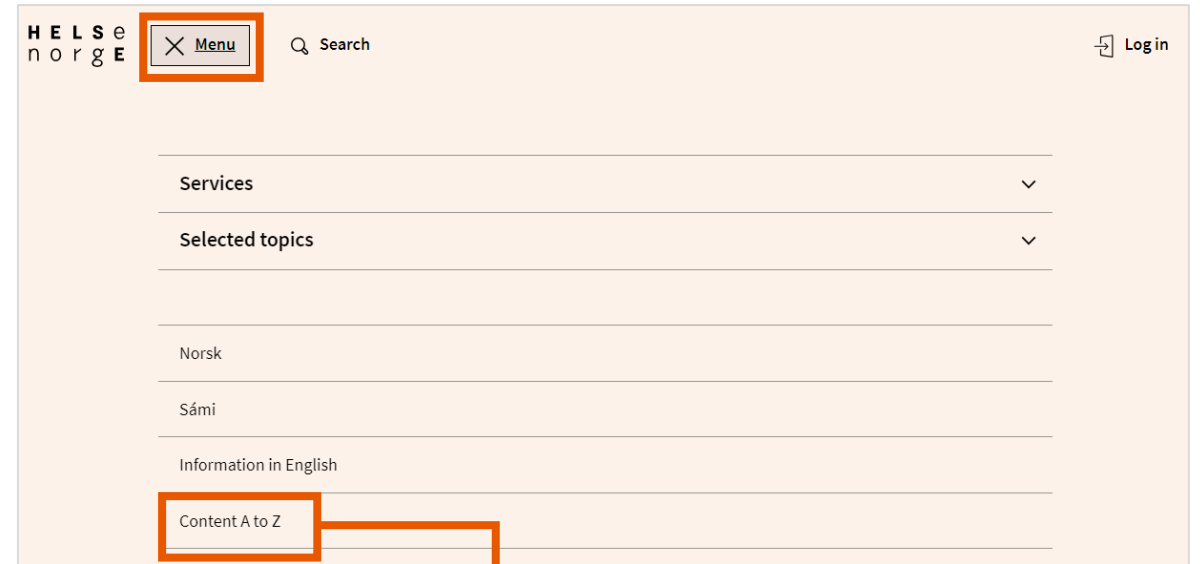 HELSe
norgE
Menu
Search
Log in
Services
Selected topics
Norsk
Sámi
Information in English
Content A to Z